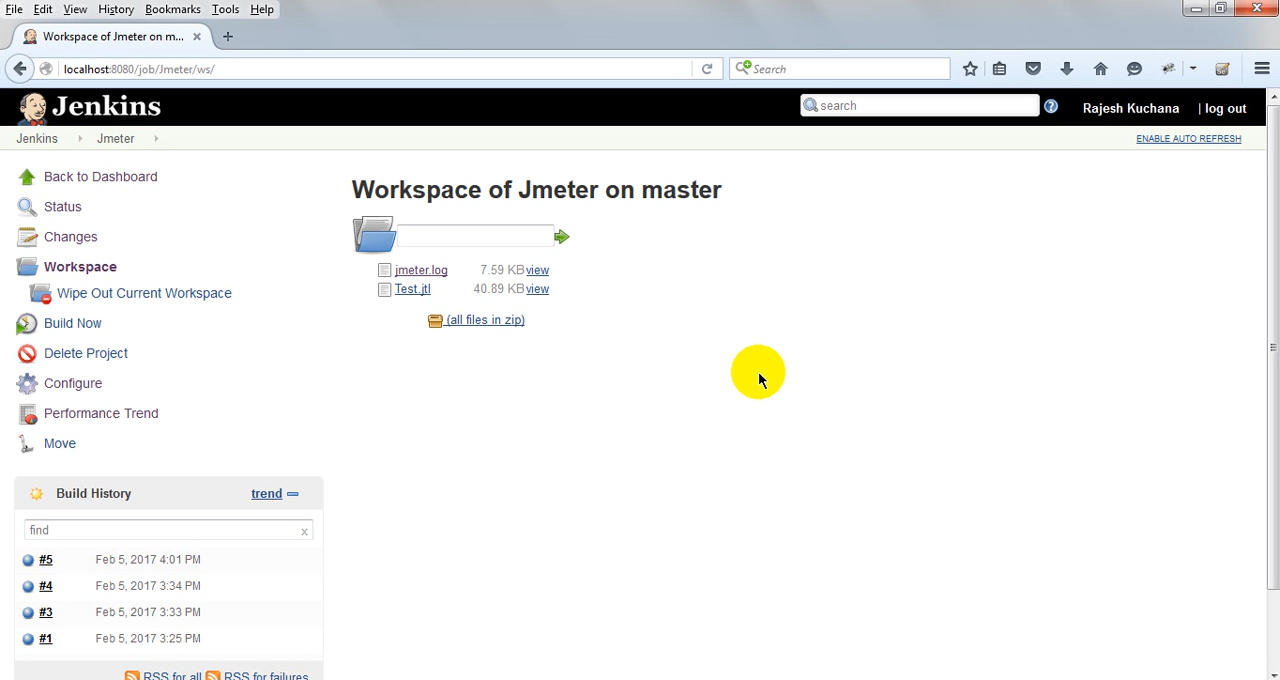 File Edit View History Bookmarks Tools Help
Workspace of Jmeter on m... × +
localhost:8080/job/Jmeter/ws/ Search
Jenkins search Rajesh Kuchana | log out
Jenkins Jmeter ENABLE AUTO REFRESH
Back to Dashboard
Status
Changes
Workspace
Wipe Out Current Workspace
Build Now
Delete Project
Configure
Performance Trend
Move
Workspace of Jmeter on master
jmeter.log 7.59 KB view
Test.jtl 40.89 KB view
(all files in zip)
Build History trend
find x
#5 Feb 5, 2017 4:01 PM
#4 Feb 5, 2017 3:34 PM
#3 Feb 5, 2017 3:33 PM
#1 Feb 5, 2017 3:25 PM
RSS for all RSS for failures